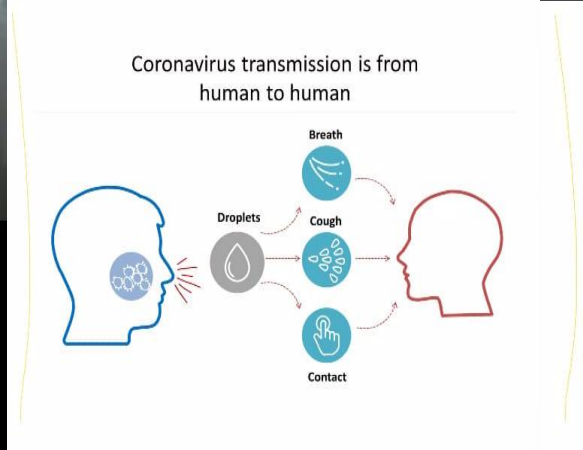 Coronavirus transmission is from
human to human
Breath
Droplets
Cough
Contact